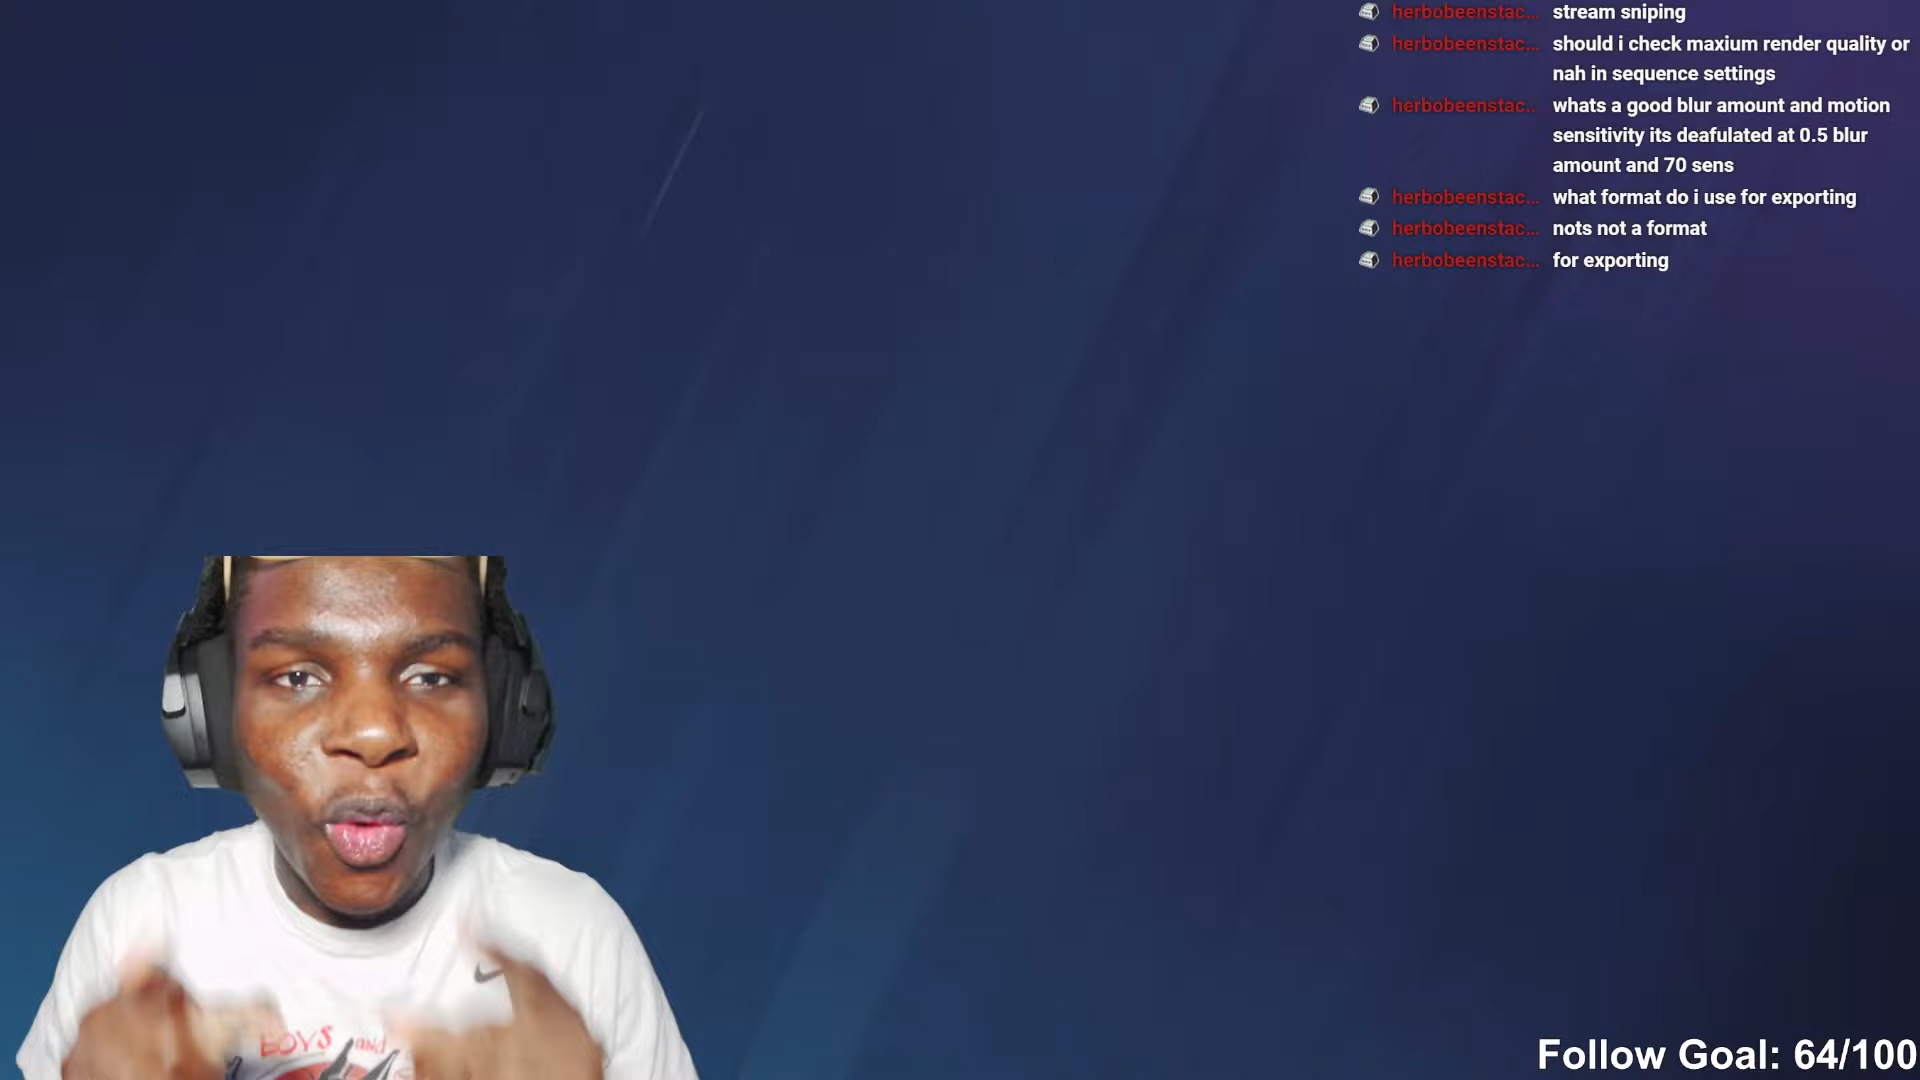 herbobeenstac... stream sniping
herbobeenstac... should i check maxium render quality or
nah in sequence settings
herbobeenstac... whats a good blur amount and motion
sensitivity its deafulated at 0.5 blur
amount and 70 sens
herbobeenstac... what format do i use for exporting
herbobeenstac... nots not a format
herbobeenstac... for exporting
BOYS and
Follow Goal: 64/100